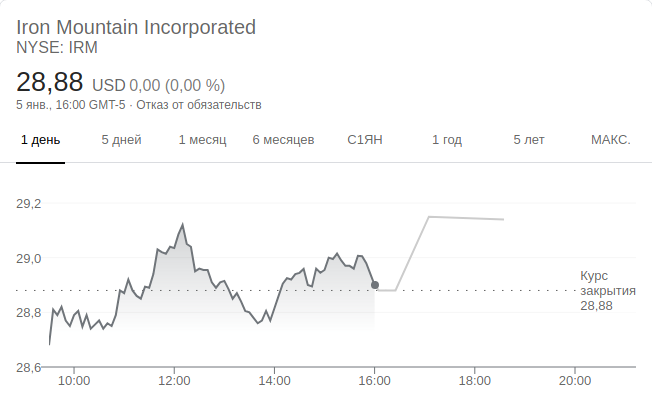 Iron Mountain Incorporated
NYSE: IRM
28,88 USD 0,00 (0,00 %)
5 янв., 16:00 GMT-5 · Отказ от обязательств
1 день 5 дней 1 месяц 6 месяцев С1ЯН 1 год 5 лет МАКС.
29,2
29,0
28,8
28,6
Курс
закрытия
28,88
10:00 12:00 14:00 16:00 18:00 20:00